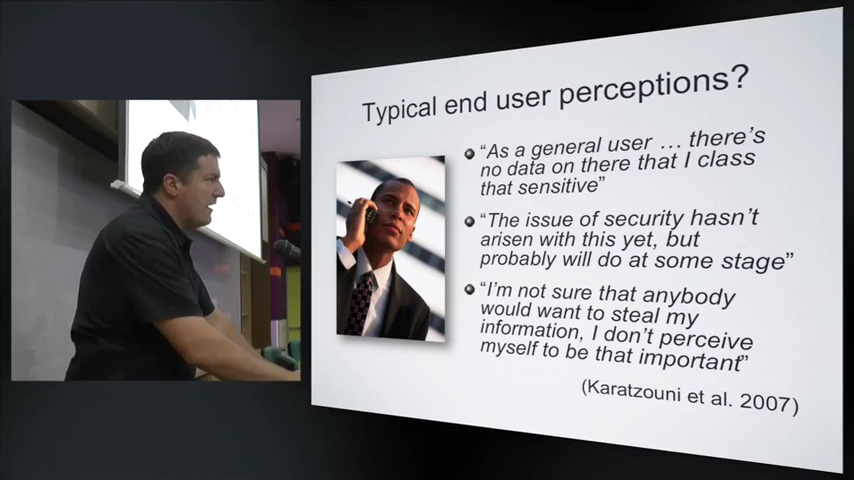 Typical end user perceptions?
“As a general user … there’s
no data on there that I class
that sensitive”
“The issue of security hasn’t
arisen with this yet, but
probably will do at some stage”
“I’m not sure that anybody
would want to steal my
information, I don’t perceive
myself to be that important”
(Karatzouni et al. 2007)